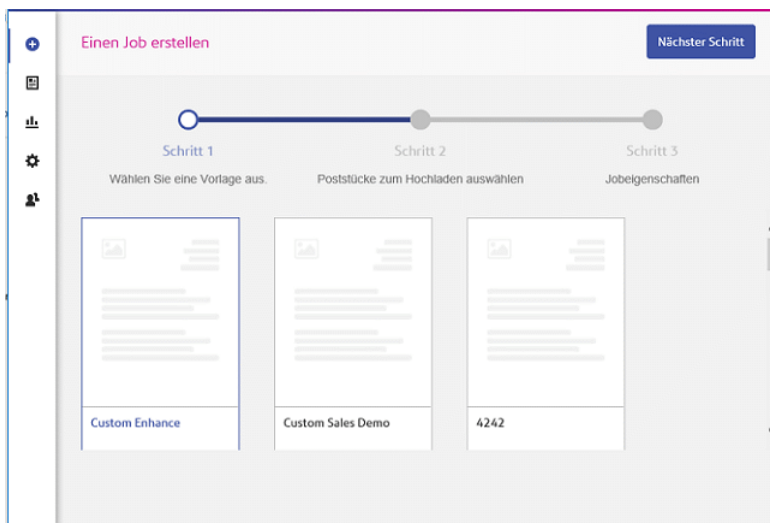 Einen Job erstellen
Nächster Schritt
Schritt 1
Schritt 2
Schritt 3
Wählen Sie eine Vorlage aus.
Poststücke zum Hochladen auswählen
Jobeigenschaften
Custom Enhance
Custom Sales Demo
4242